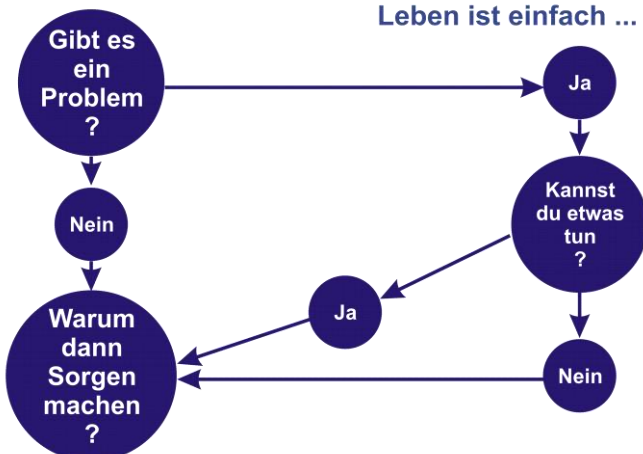 Leben ist einfach ...
Gibt es
ein
Problem
?
Ja
Nein
Kannst
du etwas
tun
?
Ja
Warum
dann
Sorgen
machen
?
Nein